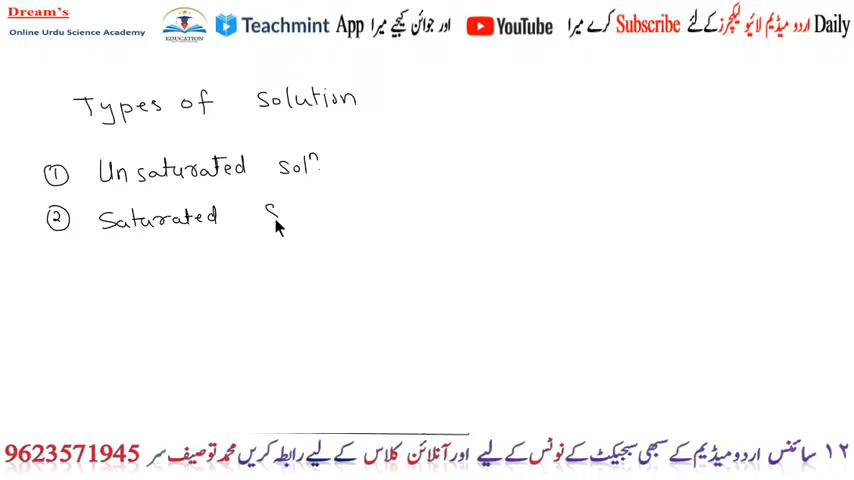 Dream's
Online Urdu Science Academy
EDUCATION
Teachmint App اور جوائن کیجیے میرا
YouTube کرے میرا Subscribe اردو میڈیم لائیو لیکچرز کے لئے Daily
Types of solution
① Unsaturated solⁿ
② Saturated S
۱۲ سائنس اردو میڈیم کے سبھی سبجیکٹ کے نوٹس کے لیے اور آنلائن کلاس کے لیے رابطہ کریں محمد توصیف سر 9623571945